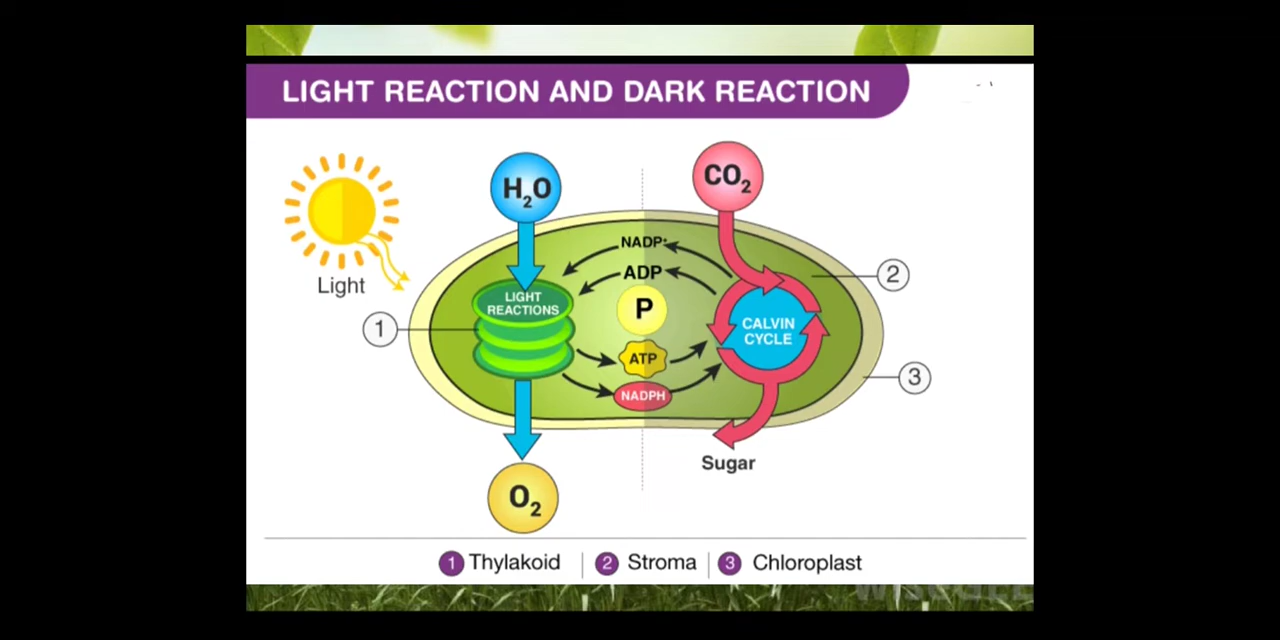 LIGHT REACTION AND DARK REACTION
H₂O
CO₂
Light
NADP⁺
ADP
P
LIGHT
REACTIONS
CALVIN
CYCLE
ATP
NADPH
1
2
3
Sugar
O₂
1 Thylakoid | 2 Stroma | 3 Chloroplast